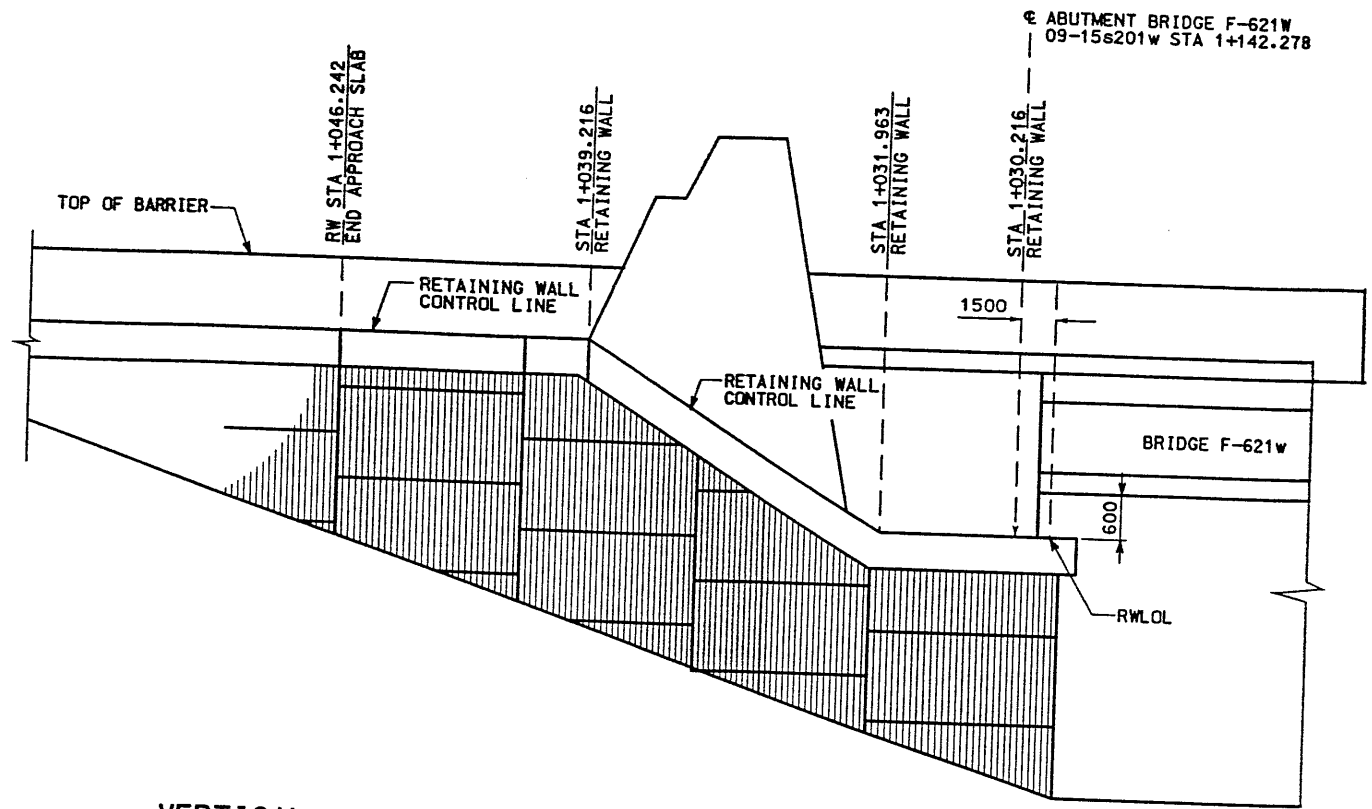 ℄ ABUTMENT BRIDGE F-621W
09-15s201w STA 1+142.278
RW STA 1+046.242
END APPROACH SLAB
STA 1+039.216
RETAINING WALL
STA 1+031.963
RETAINING WALL
STA 1+030.216
RETAINING WALL
TOP OF BARRIER
RETAINING WALL
CONTROL LINE
1500
RETAINING WALL
CONTROL LINE
BRIDGE F-621W
600
RWLOL